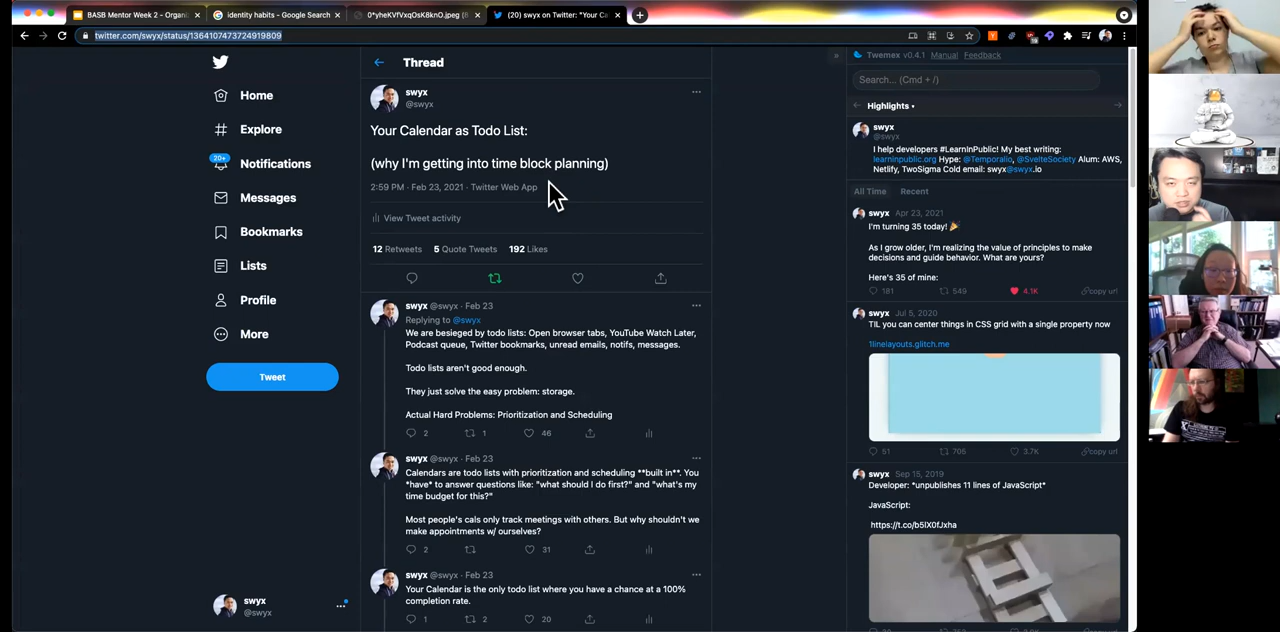 BASB Mentor Week 2 - Organi
identity habits - Google Search
0*yheKVfVxqOsK8knO.jpeg (
(20) swyx on Twitter: "Your Ca
twitter.com/swyx/status/1364107473724919809
Home
Explore
20+
Notifications
Messages
Bookmarks
Lists
Profile
More
Tweet
swyx
@swyx
Thread
swyx
@swyx
Your Calendar as Todo List:
(why I'm getting into time block planning)
2:59 PM · Feb 23, 2021 · Twitter Web App
View Tweet activity
12 Retweets 5 Quote Tweets 192 Likes
swyx @swyx · Feb 23
Replying to @swyx
We are besieged by todo lists: Open browser tabs, YouTube Watch Later,
Podcast queue, Twitter bookmarks, unread emails, notifs, messages.
Todo lists aren't good enough.
They just solve the easy problem: storage.
Actual Hard Problems: Prioritization and Scheduling
2 1 46
swyx @swyx · Feb 23
Calendars are todo lists with prioritization and scheduling **built in**. You
*have* to answer questions like: "what should I do first?" and "what's my
time budget for this?"
Most people's cals only track meetings with others. But why shouldn't we
make appointments w/ ourselves?
2 31
swyx @swyx · Feb 23
Your Calendar is the only todo list where you have a chance at a 100%
completion rate.
1 2 20
Twemex v0.4.1 Manual Feedback
Search... (Cmd + /)
Highlights
swyx
@swyx
I help developers #LearnInPublic! My best writing:
learninpublic.org Hype: @Temporalio, @SvelteSociety Alum: AWS,
Netlify, TwoSigma Cold email: swyx@swyx.io
All Time Recent
swyx Apr 23, 2021
I'm turning 35 today! 🎉
As I grow older, I'm realizing the value of principles to make
decisions and guide behavior. What are yours?
Here's 35 of mine:
181 549 4.1K copy url
swyx Jul 5, 2020
TIL you can center things in CSS grid with a single property now
1linelayouts.glitch.me
51 705 3.7K copy url
swyx Sep 15, 2019
Developer: *unpublishes 11 lines of JavaScript*
JavaScript:
https://t.co/b5lX0fJxha